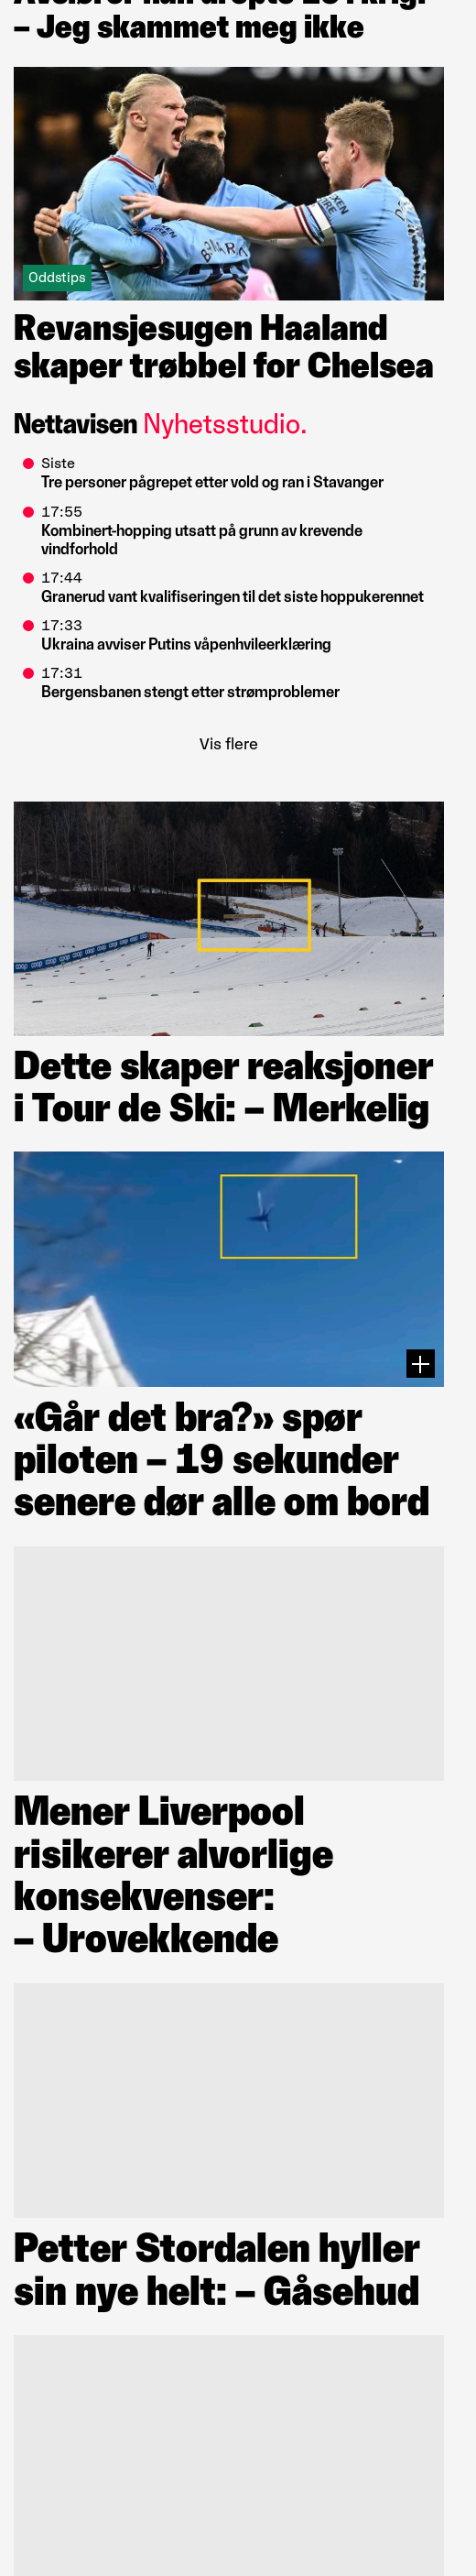 – Jeg skammet meg ikke
Oddstips
Revansjesugen Haaland
skaper trøbbel for Chelsea
Nettavisen Nyhetsstudio.
Siste
Tre personer pågrepet etter vold og ran i Stavanger
17:55
Kombinert-hopping utsatt på grunn av krevende
vindforhold
17:44
Granerud vant kvalifiseringen til det siste hoppukerennet
17:33
Ukraina avviser Putins våpenhvileerklæring
17:31
Bergensbanen stengt etter strømproblemer
Vis flere
Dette skaper reaksjoner
i Tour de Ski: – Merkelig
«Går det bra?» spør
piloten – 19 sekunder
senere dør alle om bord
Mener Liverpool
risikerer alvorlige
konsekvenser:
– Urovekkende
Petter Stordalen hyller
sin nye helt: – Gåsehud